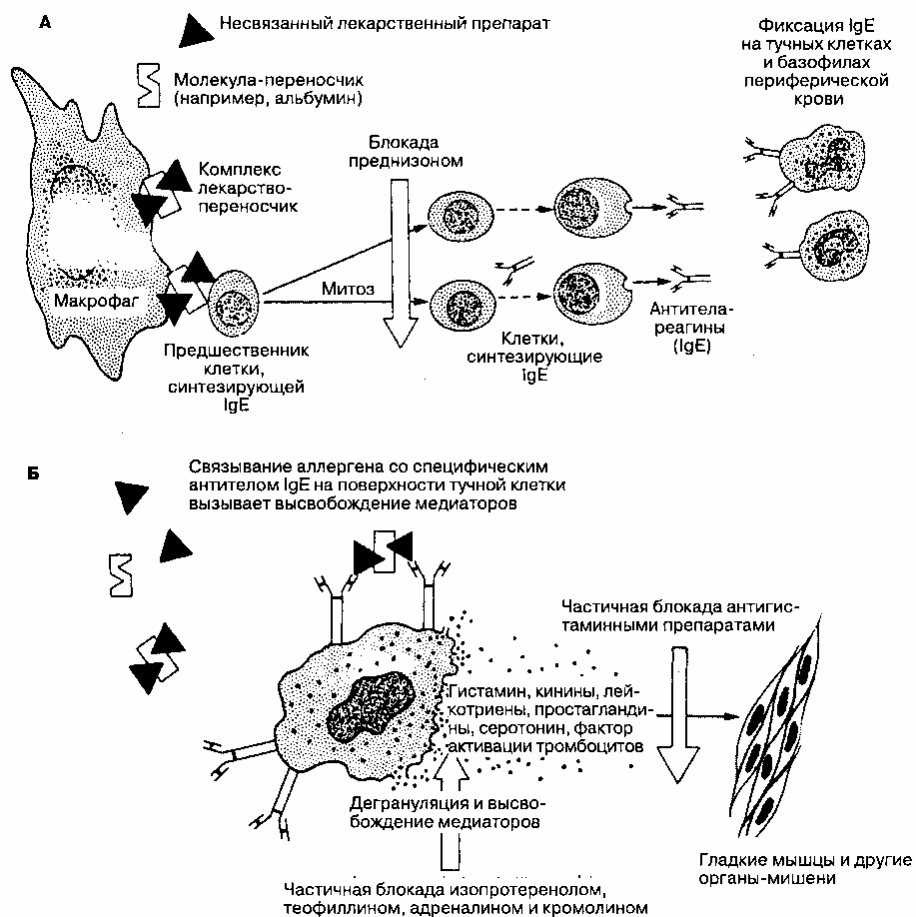 А
Несвязанный лекарственный препарат
Молекула-переносчик
(например, альбумин)
Фиксация IgE
на тучных клетках
и базофилах
периферической
крови
Блокада
преднизоном
Комплекс
лекарство-
переносчик
Макрофаг
Митоз
Предшественник
клетки,
синтезирующей
IgE
Клетки,
синтезирующие
IgE
Антитела-
реагины
(IgE)
Б
Связывание аллергена со специфическим
антителом IgE на поверхности тучной клетки
вызывает высвобождение медиаторов
Частичная блокада антигис-
таминными препаратами
Гистамин, кинины, лей-
котриены, простагланди-
ны, серотонин, фактор
активации тромбоцитов
Дегрануляция и высво-
бождение медиаторов
Гладкие мышцы и другие
органы-мишени
Частичная блокада изопротеренолом,
теофиллином, адреналином и кромолином